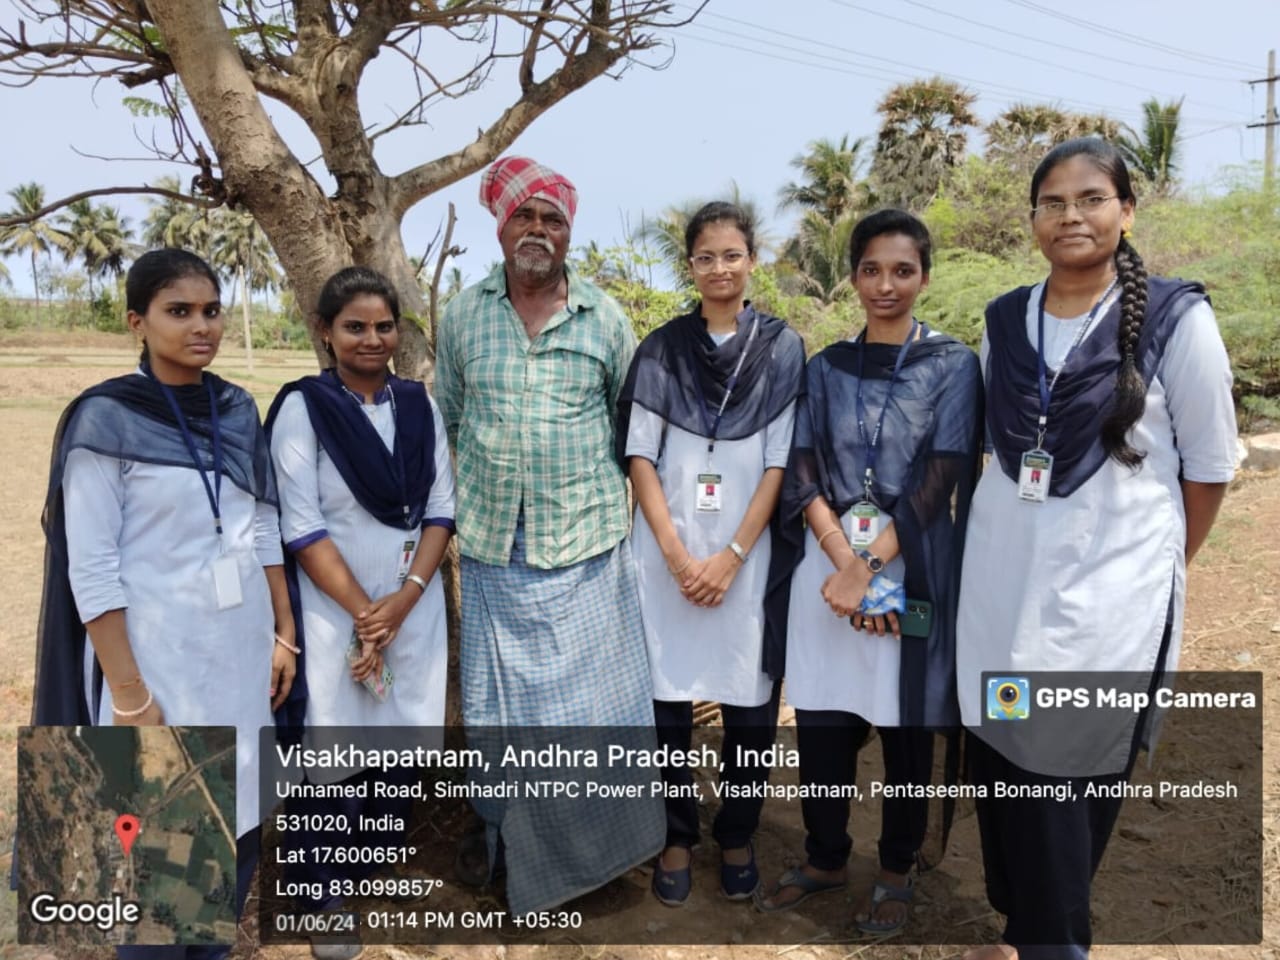 GPS Map Camera
Visakhapatnam, Andhra Pradesh, India
Unnamed Road, Simhadri NTPC Power Plant, Visakhapatnam, Pentaseema Bonangi, Andhra Pradesh
531020, India
Lat 17.600651°
Long 83.099857°
01/06/24 01:14 PM GMT +05:30
Google